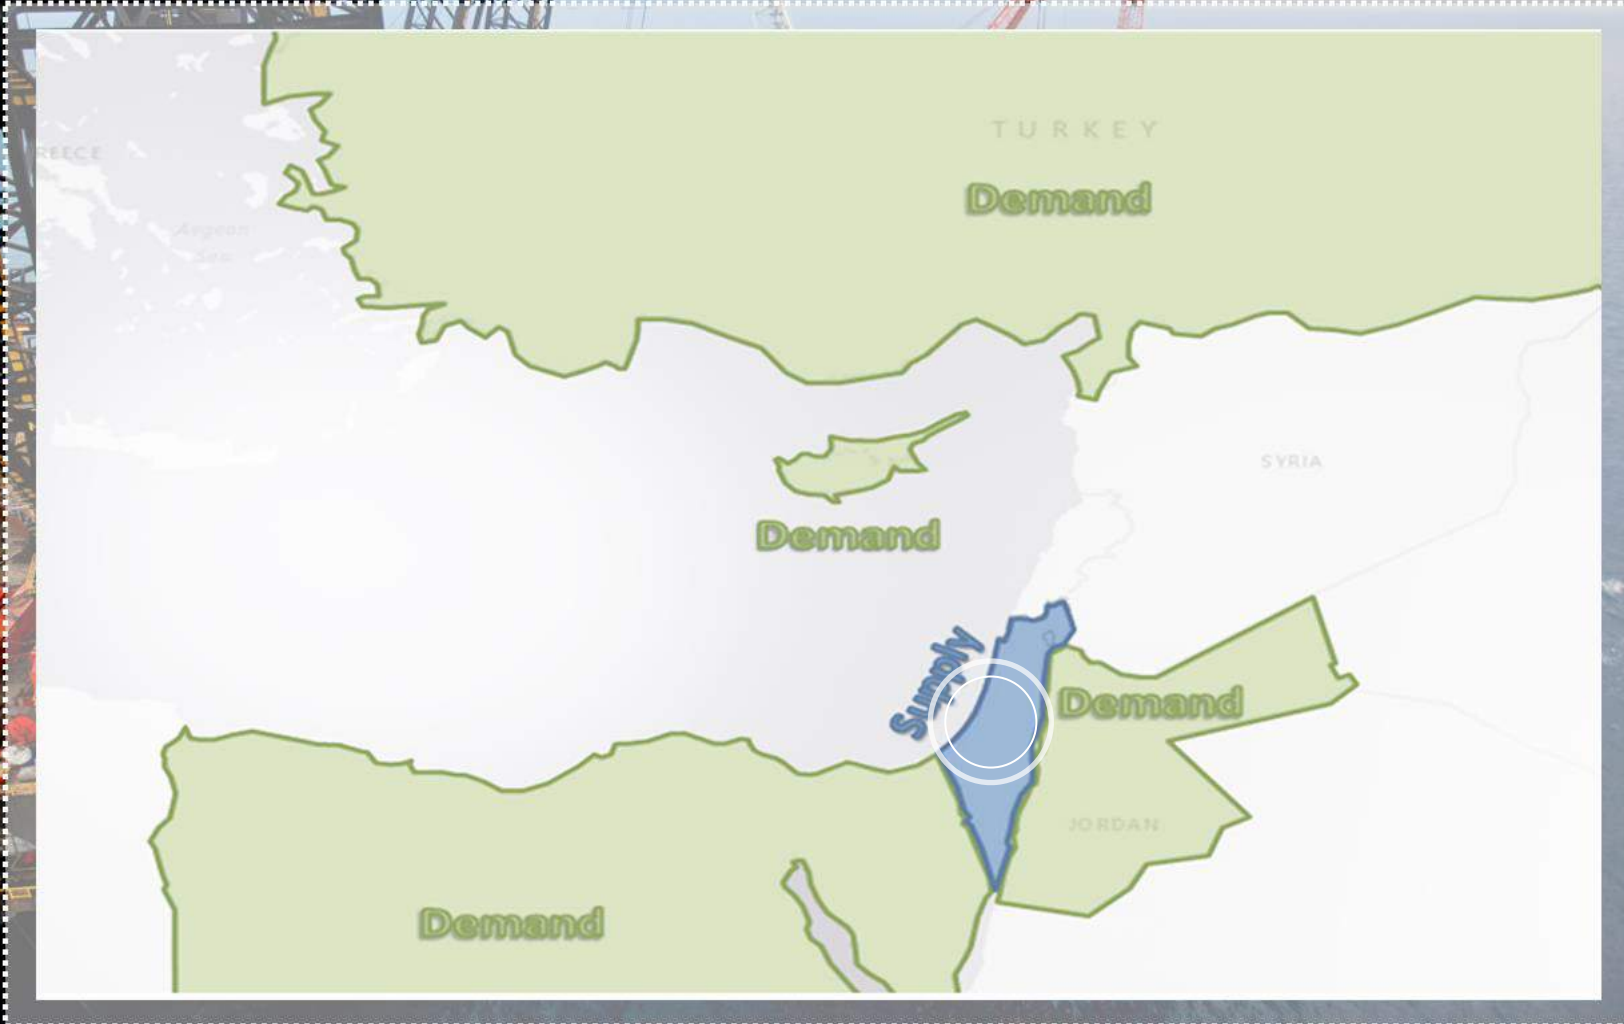 TURKEY
Demand
REECE
Aegean
Sea
SYRIA
Demand
Supply
Demand
JORDAN
Demand